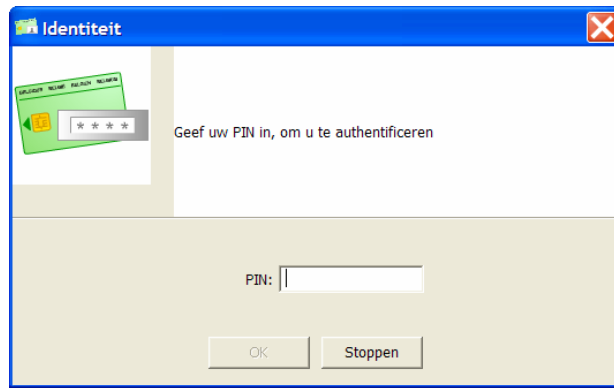 Identiteit
* * * *
Geef uw PIN in, om u te authentificeren
PIN:
OK
Stoppen